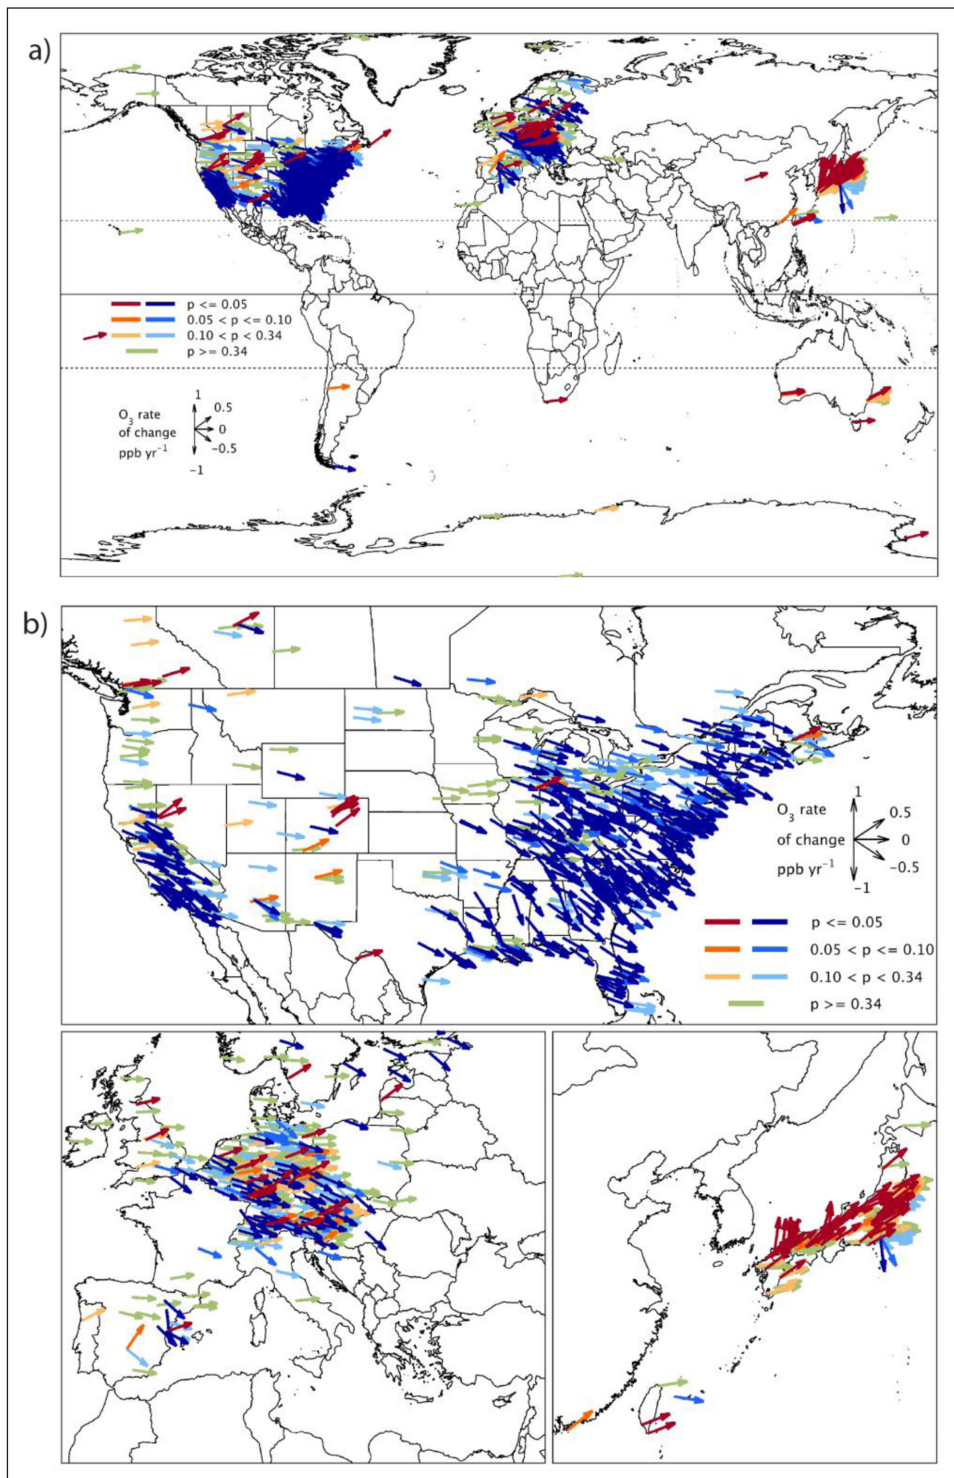 a)
p <= 0.05
0.05 < p <= 0.10
0.10 < p < 0.34
p >= 0.34
1
0.5
O3 rate
of change
0
ppb yr−1
−0.5
−1
b)
1
O3 rate
0.5
of change
0
ppb yr−1
−0.5
−1
p <= 0.05
0.05 < p <= 0.10
0.10 < p < 0.34
p >= 0.34